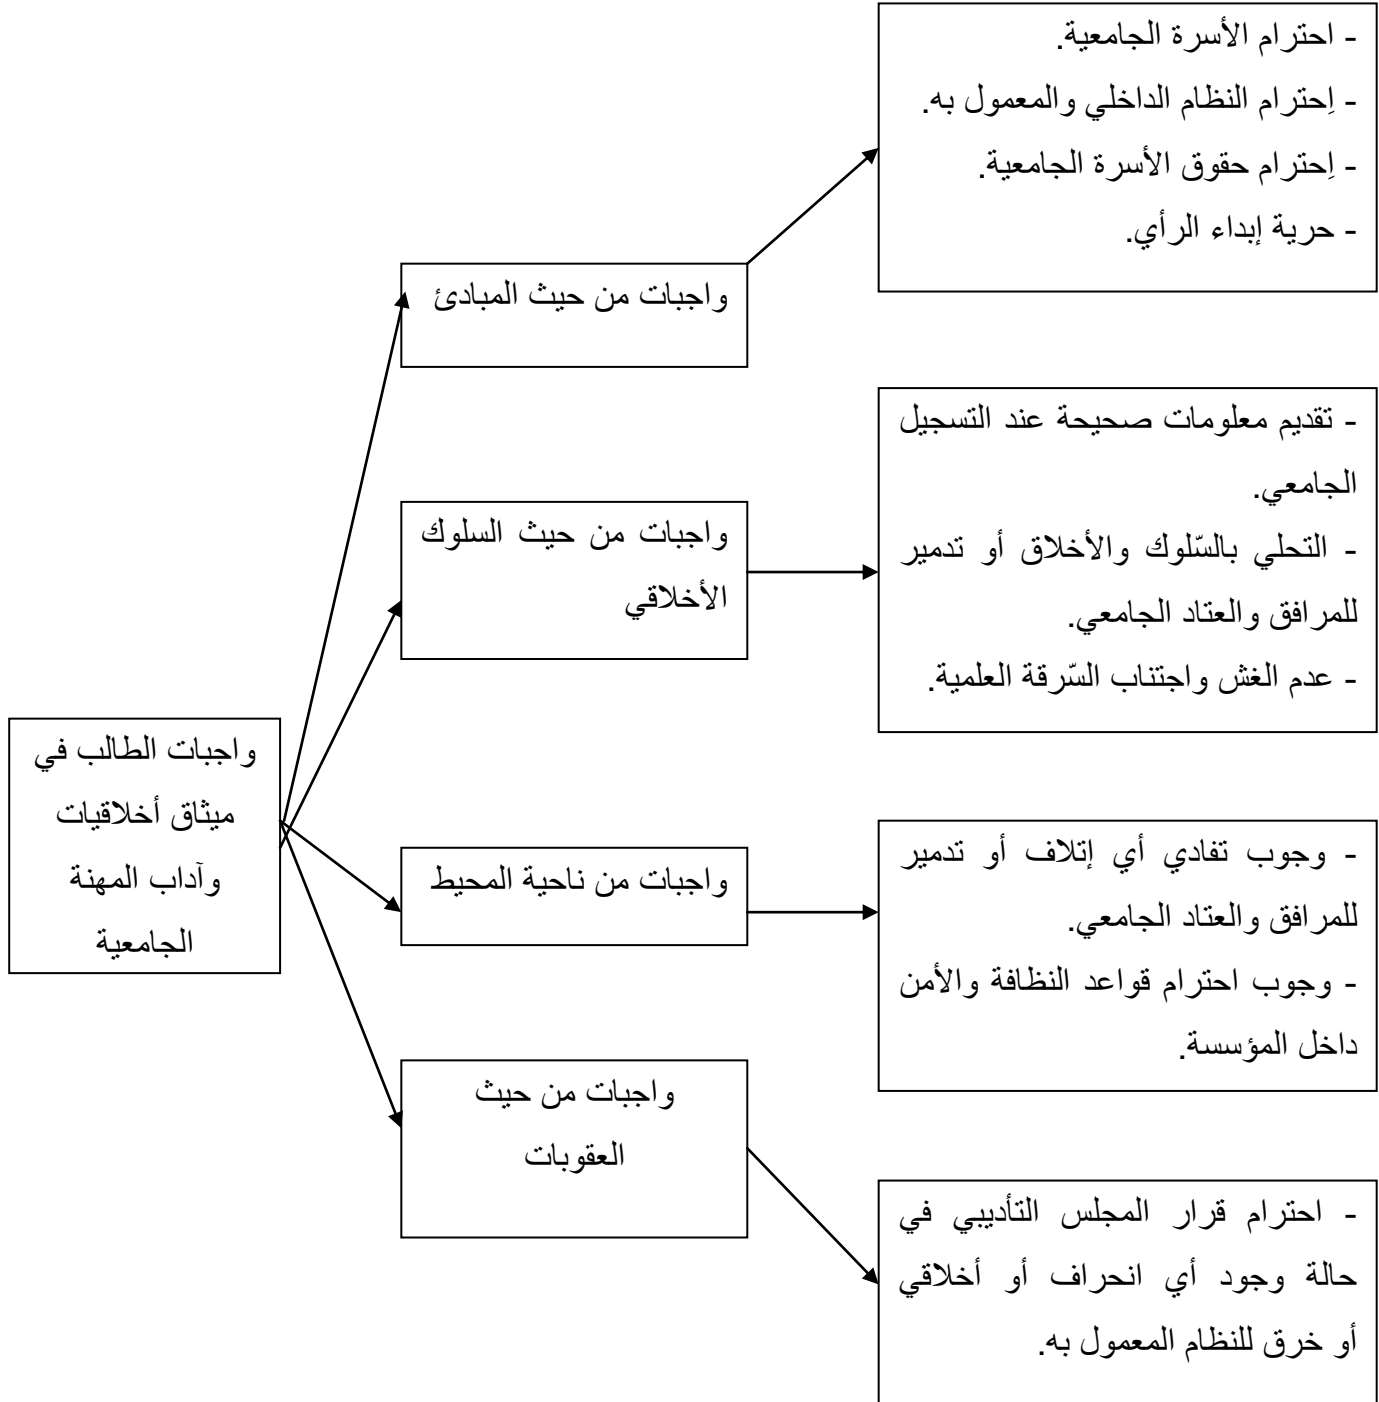 واجبات الطالب في
ميثاق أخلاقيات
وآداب المهنة
الجامعية
واجبات من حيث المبادئ
- احترام الأسرة الجامعية.
- اِحترام النظام الداخلي والمعمول به.
- اِحترام حقوق الأسرة الجامعية.
- حرية إبداء الرأي.
واجبات من حيث السلوك
الأخلاقي
- تقديم معلومات صحيحة عند التسجيل
الجامعي.
- التحلي بالسّلوك والأخلاق أو تدمير
للمرافق والعتاد الجامعي.
- عدم الغش واجتناب السّرقة العلمية.
واجبات من ناحية المحيط
- وجوب تفادي أي إتلاف أو تدمير
للمرافق والعتاد الجامعي.
- وجوب احترام قواعد النظافة والأمن
داخل المؤسسة.
واجبات من حيث
العقوبات
- احترام قرار المجلس التأديبي في
حالة وجود أي انحراف أو أخلاقي
أو خرق للنظام المعمول به.